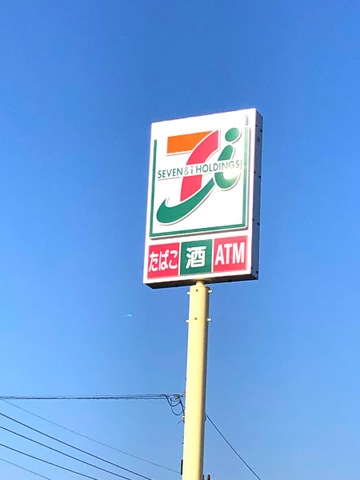 SEVEN&i HOLDINGS
たばこ 酒 ATM